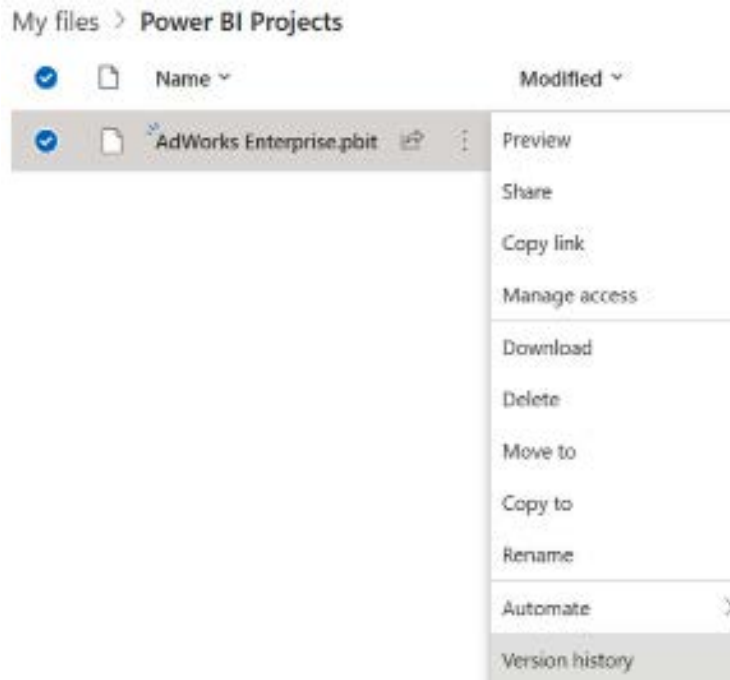 My files > Power BI Projects
Name Modified
AdWorks Enterprise.pbit
Preview
Share
Copy link
Manage access
Download
Delete
Move to
Copy to
Rename
Automate
Version history